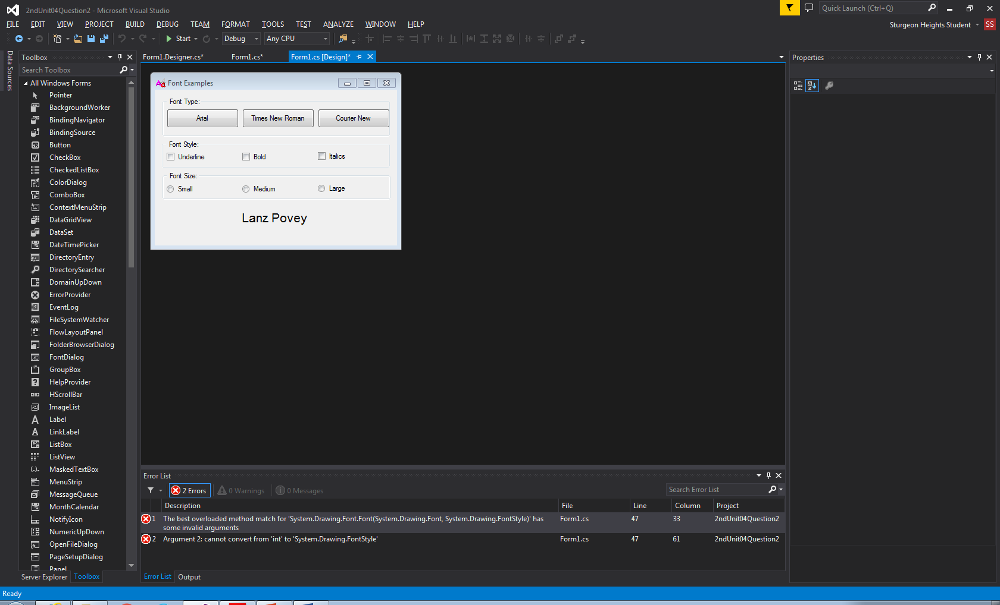 2ndUnit04Question2 - Microsoft Visual Studio
Quick Launch (Ctrl+Q)
FILE EDIT VIEW PROJECT BUILD DEBUG TEAM FORMAT TOOLS TEST ANALYZE WINDOW HELP
Sturgeon Heights Student SS
Start Debug Any CPU
Data Sources
Toolbox
Search Toolbox
All Windows Forms
Pointer
BackgroundWorker
BindingNavigator
BindingSource
Button
CheckBox
CheckedListBox
ColorDialog
ComboBox
ContextMenuStrip
DataGridView
DataSet
DateTimePicker
DirectoryEntry
DirectorySearcher
DomainUpDown
ErrorProvider
EventLog
FileSystemWatcher
FlowLayoutPanel
FolderBrowserDialog
FontDialog
GroupBox
HelpProvider
HScrollBar
ImageList
Label
LinkLabel
ListBox
ListView
MaskedTextBox
MenuStrip
MessageQueue
MonthCalendar
NotifyIcon
NumericUpDown
OpenFileDialog
PageSetupDialog
Panel
Server Explorer Toolbox
Form1.Designer.cs* Form1.cs* Form1.cs [Design]*
Font Examples
Font Type:
Arial Times New Roman Courier New
Font Style:
Underline Bold Italics
Font Size:
Small Medium Large
Lanz Povey
Properties
Error List
2 Errors 0 Warnings 0 Messages
Search Error List
Description File Line Column Project
1 The best overloaded method match for 'System.Drawing.Font.Font(System.Drawing.Font, System.Drawing.FontStyle)' has Form1.cs 47 33 2ndUnit04Question2
some invalid arguments
2 Argument 2: cannot convert from 'int' to 'System.Drawing.FontStyle' Form1.cs 47 61 2ndUnit04Question2
Error List Output
Ready